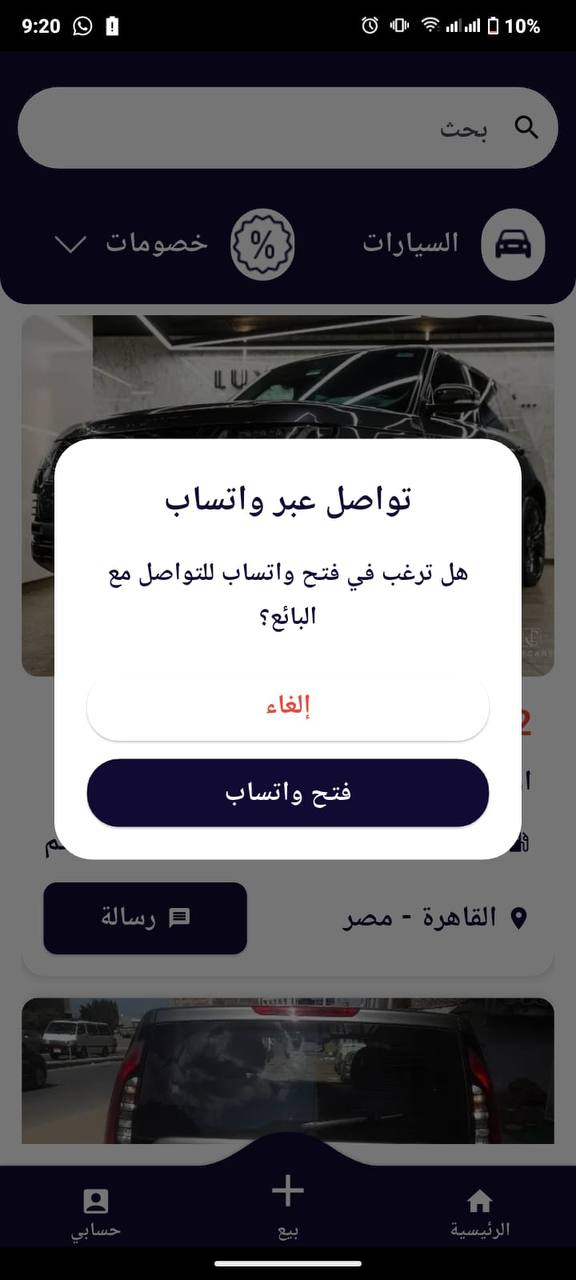 9:20
10%
بحث
السيارات
خصومات
تواصل عبر واتساب
هل ترغب في فتح واتساب للتواصل مع
البائع؟
إلغاء
فتح واتساب
القاهرة - مصر
رسالة
الرئيسية
بيع
حسابي